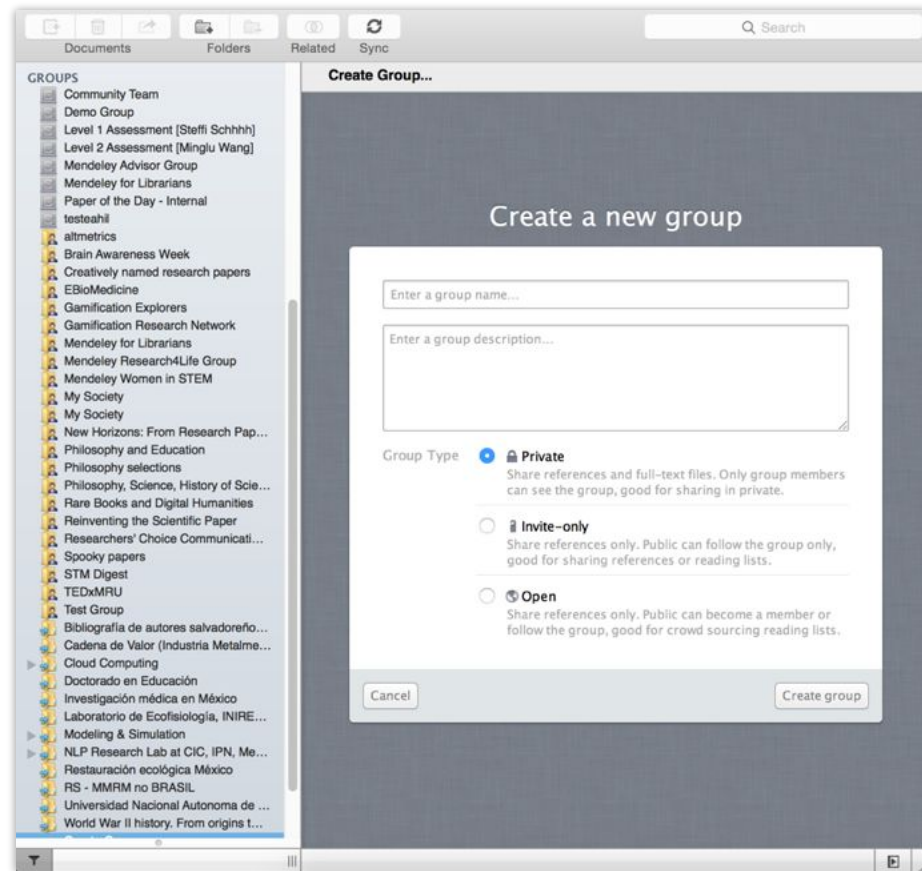 Search
Documents Folders Related Sync
GROUPS
Community Team
Demo Group
Level 1 Assessment [Steffi Schhhh]
Level 2 Assessment [Minglu Wang]
Mendeley Advisor Group
Mendeley for Librarians
Paper of the Day - Internal
testeahil
altmetrics
Brain Awareness Week
Creatively named research papers
EBioMedicine
Gamification Explorers
Gamification Research Network
Mendeley for Librarians
Mendeley Research4Life Group
Mendeley Women in STEM
My Society
My Society
New Horizons: From Research Pap...
Philosophy and Education
Philosophy selections
Philosophy, Science, History of Scie...
Rare Books and Digital Humanities
Reinventing the Scientific Paper
Researchers' Choice Communicati...
Spooky papers
STM Digest
TEDxMRU
Test Group
Bibliografía de autores salvadoreño...
Cadena de Valor (Industria Metalme...
Cloud Computing
Doctorado en Educación
Investigación médica en México
Laboratorio de Ecofisiología, INIRE...
Modeling & Simulation
NLP Research Lab at CIC, IPN, Me...
Restauración ecológica México
RS - MMRM no BRASIL
Universidad Nacional Autonoma de ...
World War II history. From origins t...
Create Group...
Create a new group
Enter a group name...
Enter a group description...
Group Type
Private
Share references and full-text files. Only group members
can see the group, good for sharing in private.
Invite-only
Share references only. Public can follow the group only,
good for sharing references or reading lists.
Open
Share references only. Public can become a member or
follow the group, good for crowd sourcing reading lists.
Cancel Create group